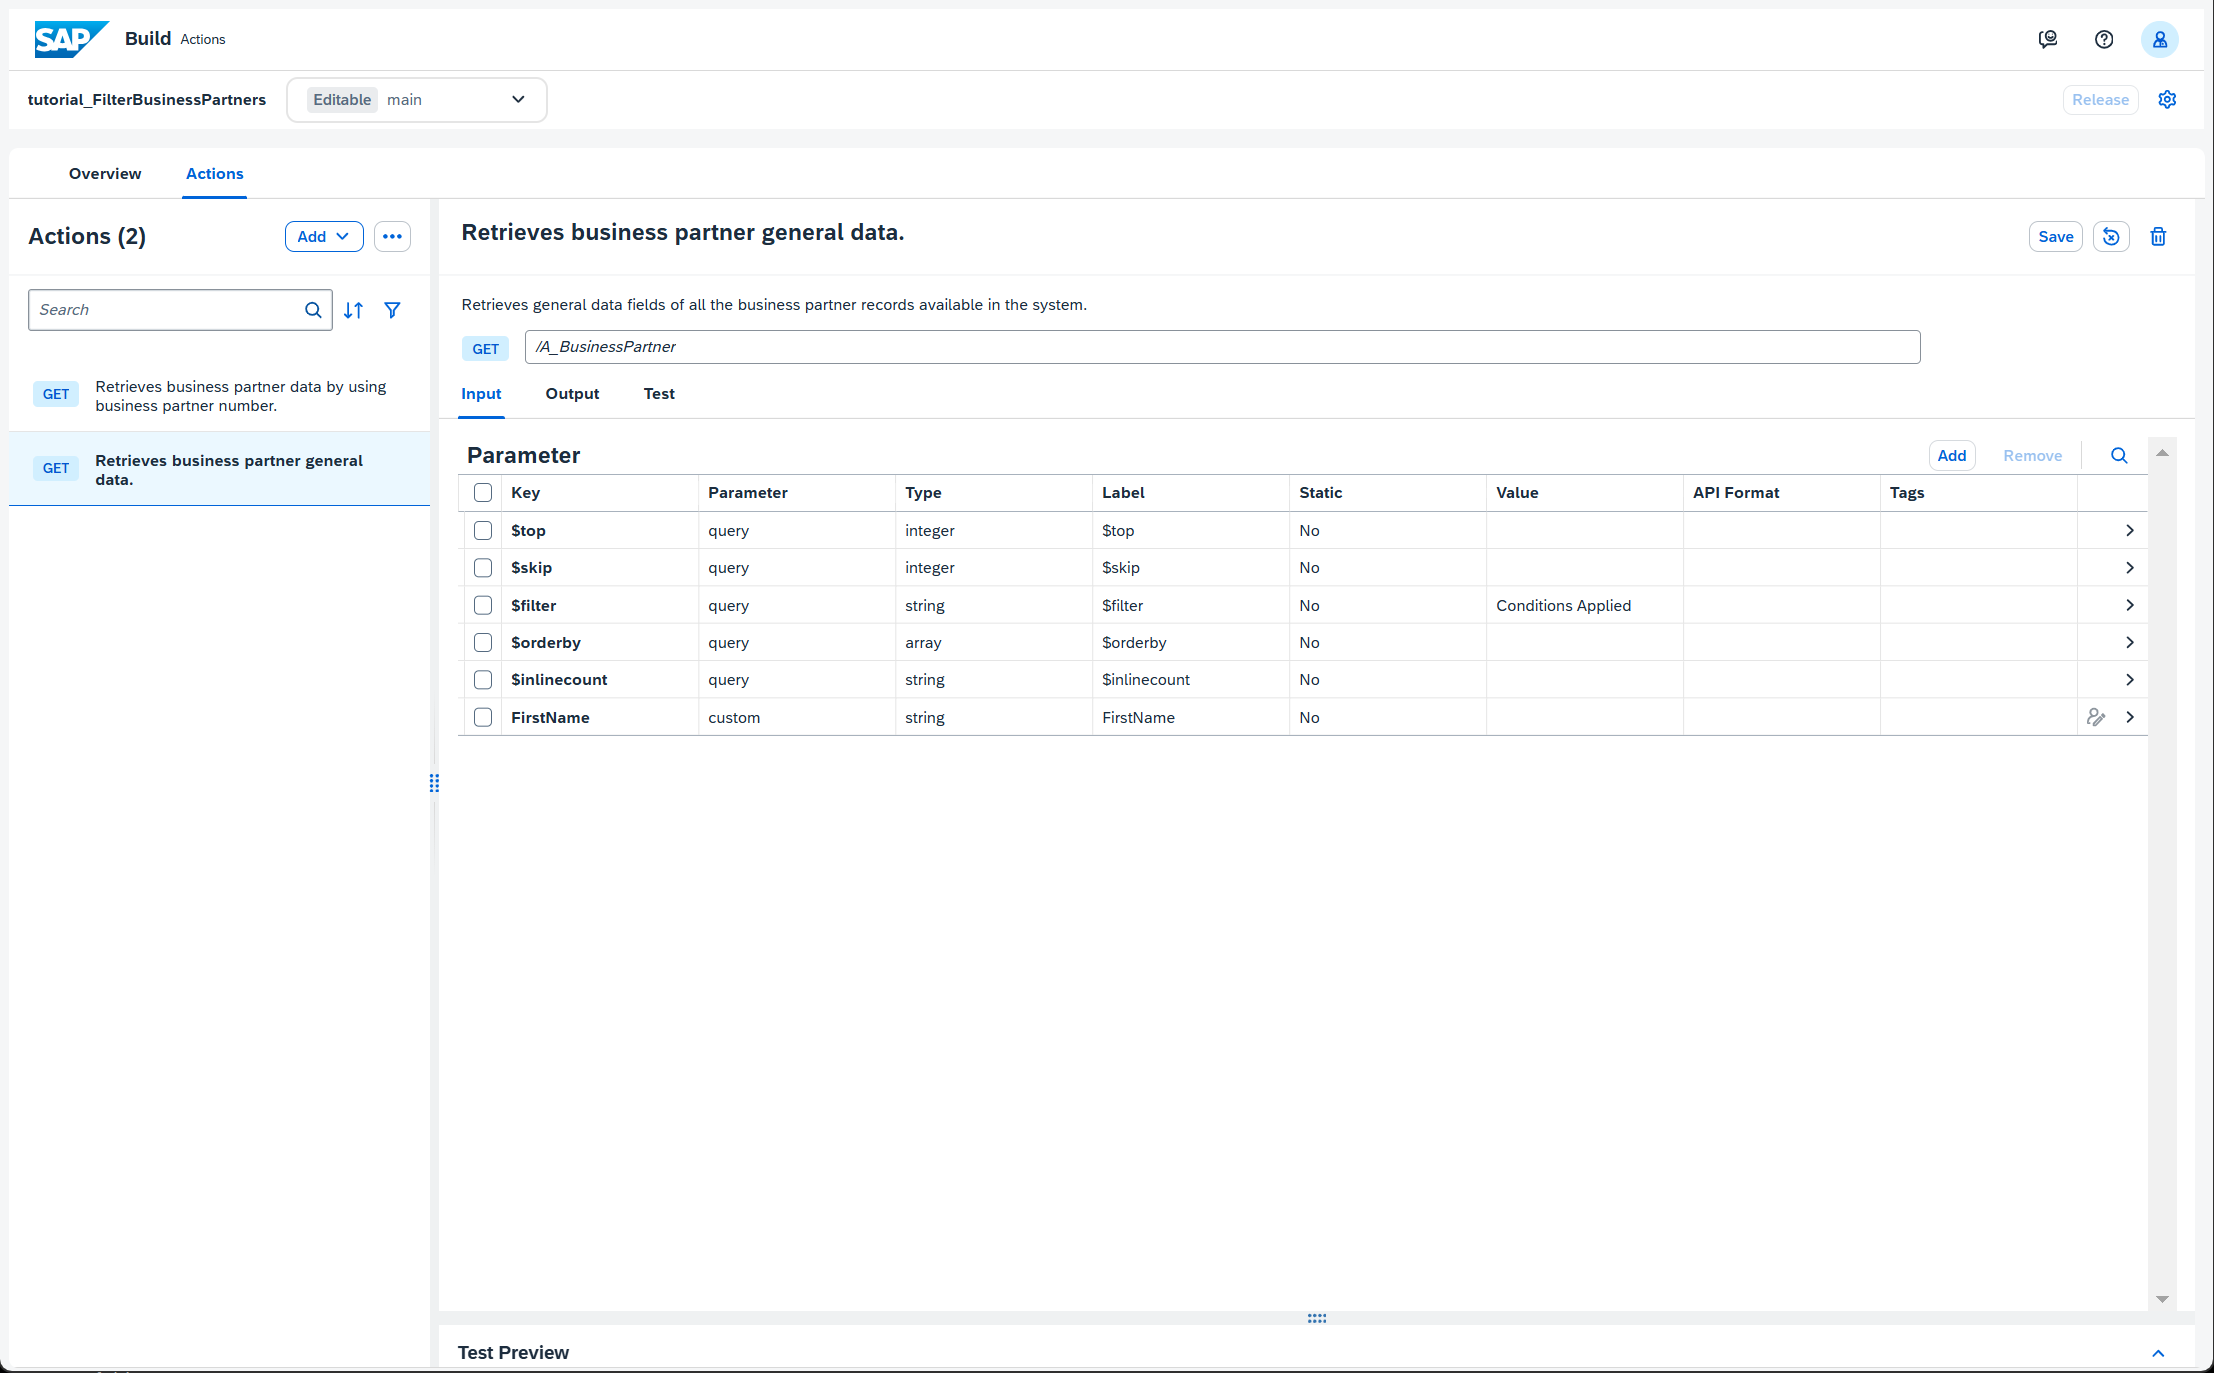 SAP Build Actions
tutorial_FilterBusinessPartners Editable main Release
Overview Actions
Actions (2) Add
Search
GET Retrieves business partner data by using
business partner number.
GET Retrieves business partner general
data.
Retrieves business partner general data. Save
Retrieves general data fields of all the business partner records available in the system.
GET /A_BusinessPartner
Input Output Test
Parameter Add Remove
Key Parameter Type Label Static Value API Format Tags
$top query integer $top No
$skip query integer $skip No
$filter query string $filter No Conditions Applied
$orderby query array $orderby No
$inlinecount query string $inlinecount No
FirstName custom string FirstName No
Test Preview